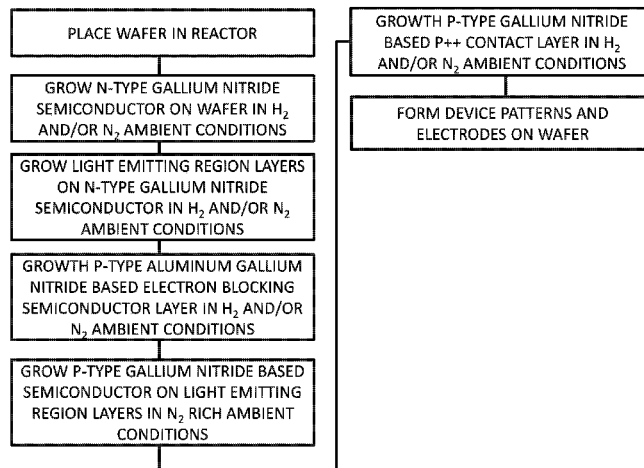 PLACE WAFER IN REACTOR
GROW N-TYPE GALLIUM NITRIDE
SEMICONDUCTOR ON WAFER IN H₂
AND/OR N₂ AMBIENT CONDITIONS
GROW LIGHT EMITTING REGION LAYERS
ON N-TYPE GALLIUM NITRIDE
SEMICONDUCTOR IN H₂ AND/OR N₂
AMBIENT CONDITIONS
GROWTH P-TYPE ALUMINUM GALLIUM
NITRIDE BASED ELECTRON BLOCKING
SEMICONDUCTOR LAYER IN H₂ AND/OR
N₂ AMBIENT CONDITIONS
GROW P-TYPE GALLIUM NITRIDE BASED
SEMICONDUCTOR ON LIGHT EMITTING
REGION LAYERS IN N₂ RICH AMBIENT
CONDITIONS
GROWTH P-TYPE GALLIUM NITRIDE
BASED P++ CONTACT LAYER IN H₂
AND/OR N₂ AMBIENT CONDITIONS
FORM DEVICE PATTERNS AND
ELECTRODES ON WAFER